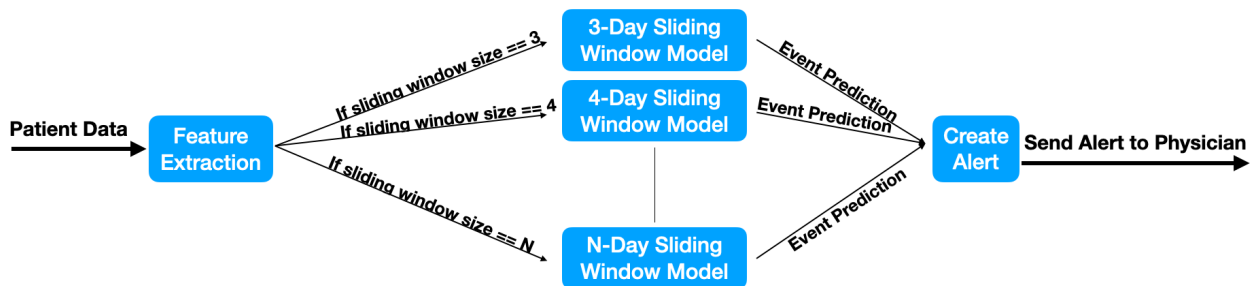 Patient Data
Feature
Extraction
If sliding window size == 3
If sliding window size == 4
If sliding window size == N
3-Day Sliding
Window Model
4-Day Sliding
Window Model
N-Day Sliding
Window Model
Event Prediction
Event Prediction
Event Prediction
Create
Alert
Send Alert to Physician